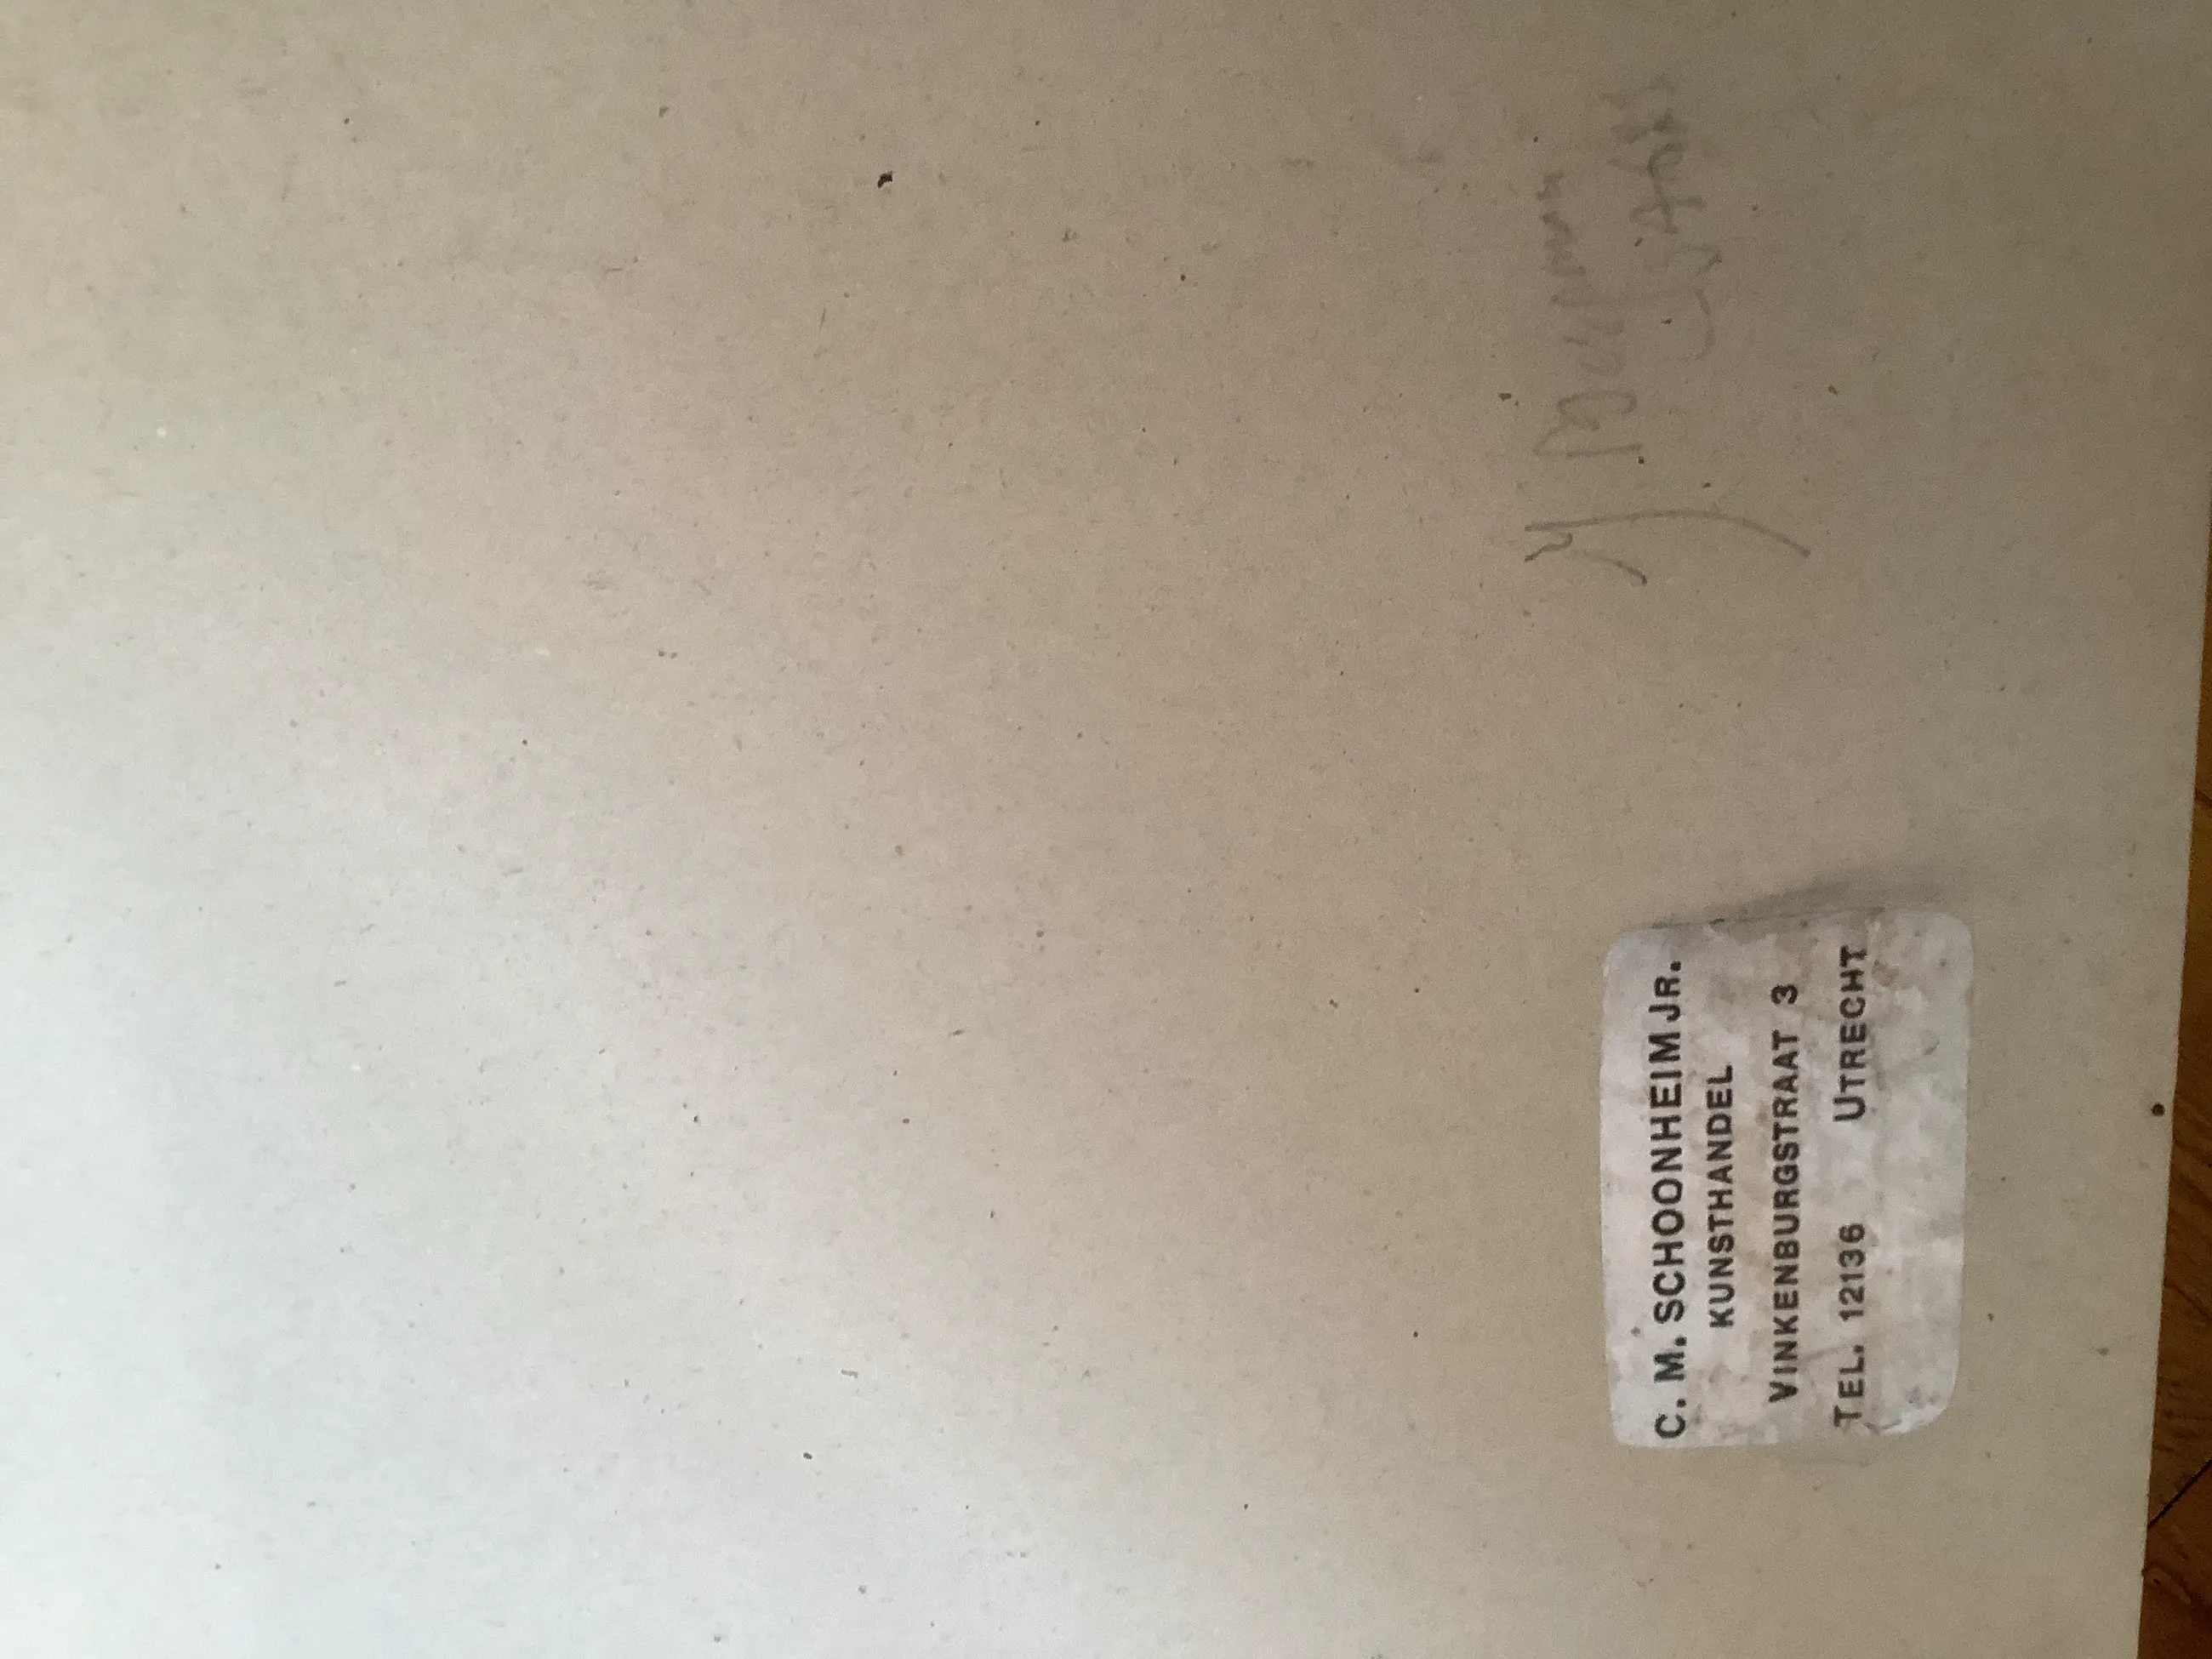 C. M. SCHOONHEIM JR.
KUNSTHANDEL
VINKENBURGSTRAAT 3
TEL. 12136 UTRECHT